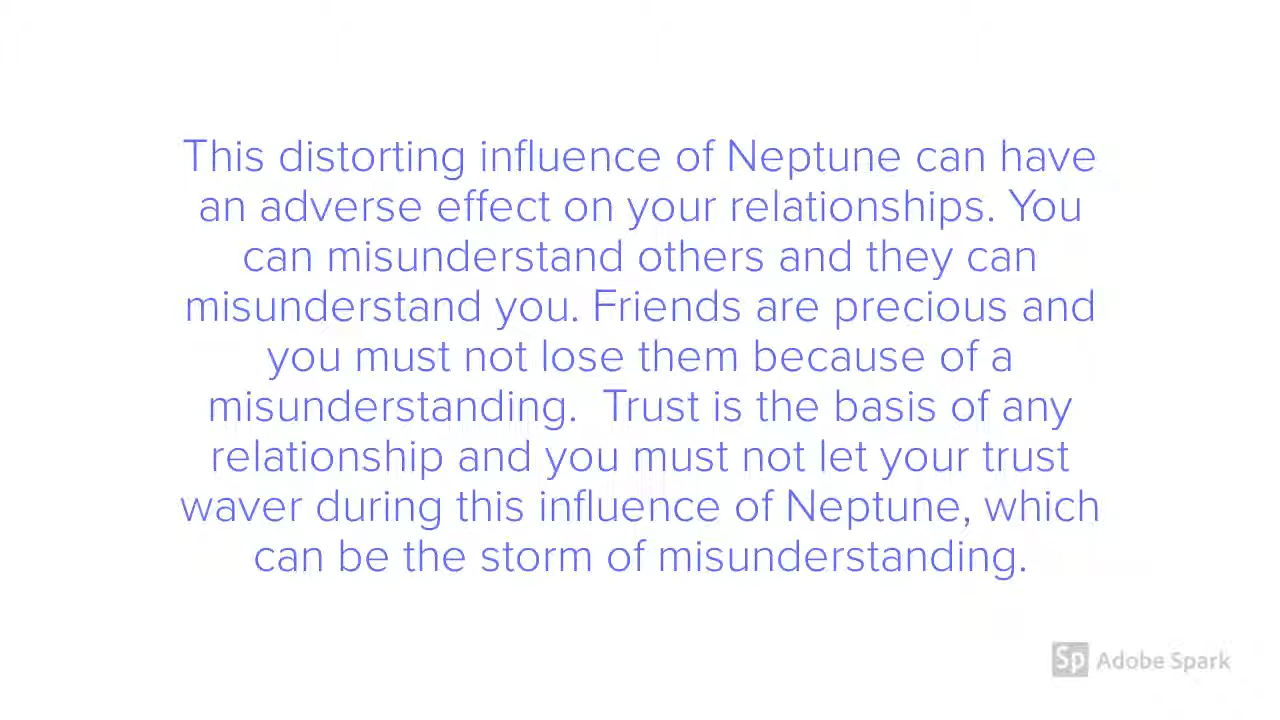 This distorting influence of Neptune can have
an adverse effect on your relationships. You
can misunderstand others and they can
misunderstand you. Friends are precious and
you must not lose them because of a
misunderstanding.  Trust is the basis of any
relationship and you must not let your trust
waver during this influence of Neptune, which
can be the storm of misunderstanding.
Sp Adobe Spark